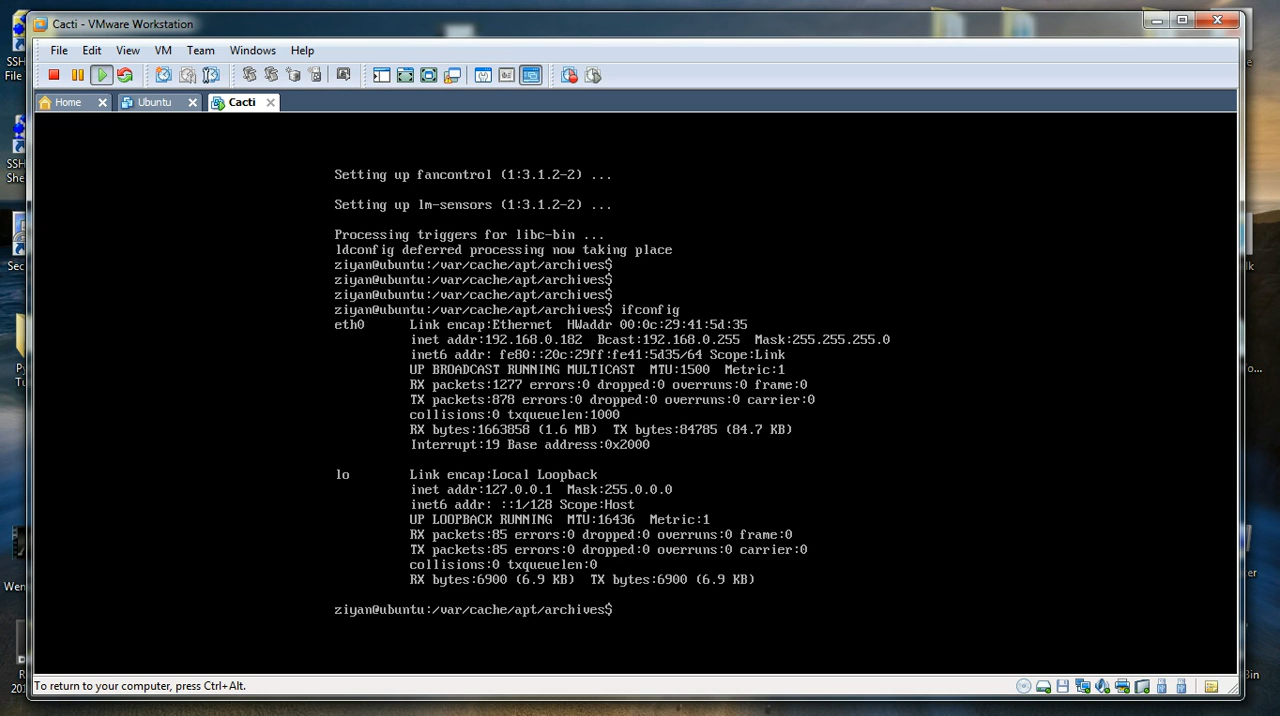 Cacti - VMware Workstation
File Edit View VM Team Windows Help
Home Ubuntu Cacti
Setting up fancontrol (1:3.1.2-2) ...
Setting up lm-sensors (1:3.1.2-2) ...
Processing triggers for libc-bin ...
ldconfig deferred processing now taking place
ziyan@ubuntu:/var/cache/apt/archives$
ziyan@ubuntu:/var/cache/apt/archives$
ziyan@ubuntu:/var/cache/apt/archives$
ziyan@ubuntu:/var/cache/apt/archives$ ifconfig
eth0 Link encap:Ethernet HWaddr 00:0c:29:41:5d:35
inet addr:192.168.0.182 Bcast:192.168.0.255 Mask:255.255.255.0
inet6 addr: fe80::20c:29ff:fe41:5d35/64 Scope:Link
UP BROADCAST RUNNING MULTICAST MTU:1500 Metric:1
RX packets:1277 errors:0 dropped:0 overruns:0 frame:0
TX packets:878 errors:0 dropped:0 overruns:0 carrier:0
collisions:0 txqueuelen:1000
RX bytes:1663858 (1.6 MB) TX bytes:84785 (84.7 KB)
Interrupt:19 Base address:0x2000
lo Link encap:Local Loopback
inet addr:127.0.0.1 Mask:255.0.0.0
inet6 addr: ::1/128 Scope:Host
UP LOOPBACK RUNNING MTU:16436 Metric:1
RX packets:85 errors:0 dropped:0 overruns:0 frame:0
TX packets:85 errors:0 dropped:0 overruns:0 carrier:0
collisions:0 txqueuelen:0
RX bytes:6900 (6.9 KB) TX bytes:6900 (6.9 KB)
ziyan@ubuntu:/var/cache/apt/archives$
To return to your computer, press Ctrl+Alt.
SSH
File
SSH
She
Sec
Py
Tu
Wen
R
20